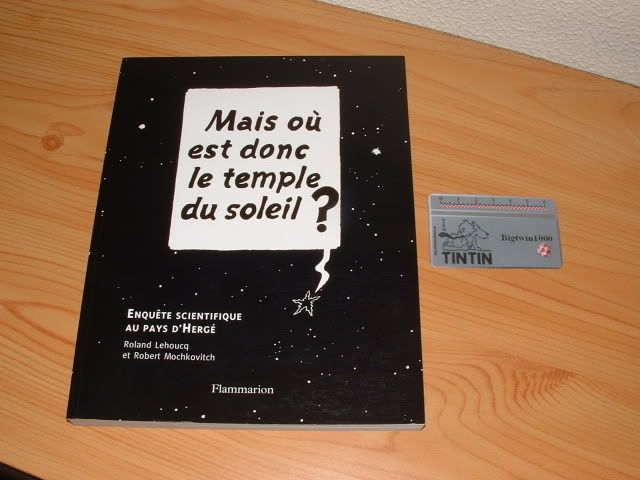 Mais où
est donc
le temple
du soleil ?
ENQUÊTE SCIENTIFIQUE
AU PAYS D'HERGÉ
Roland Lehoucq
et Robert Mochkovitch
Flammarion
Bigtwin1000
TINTIN